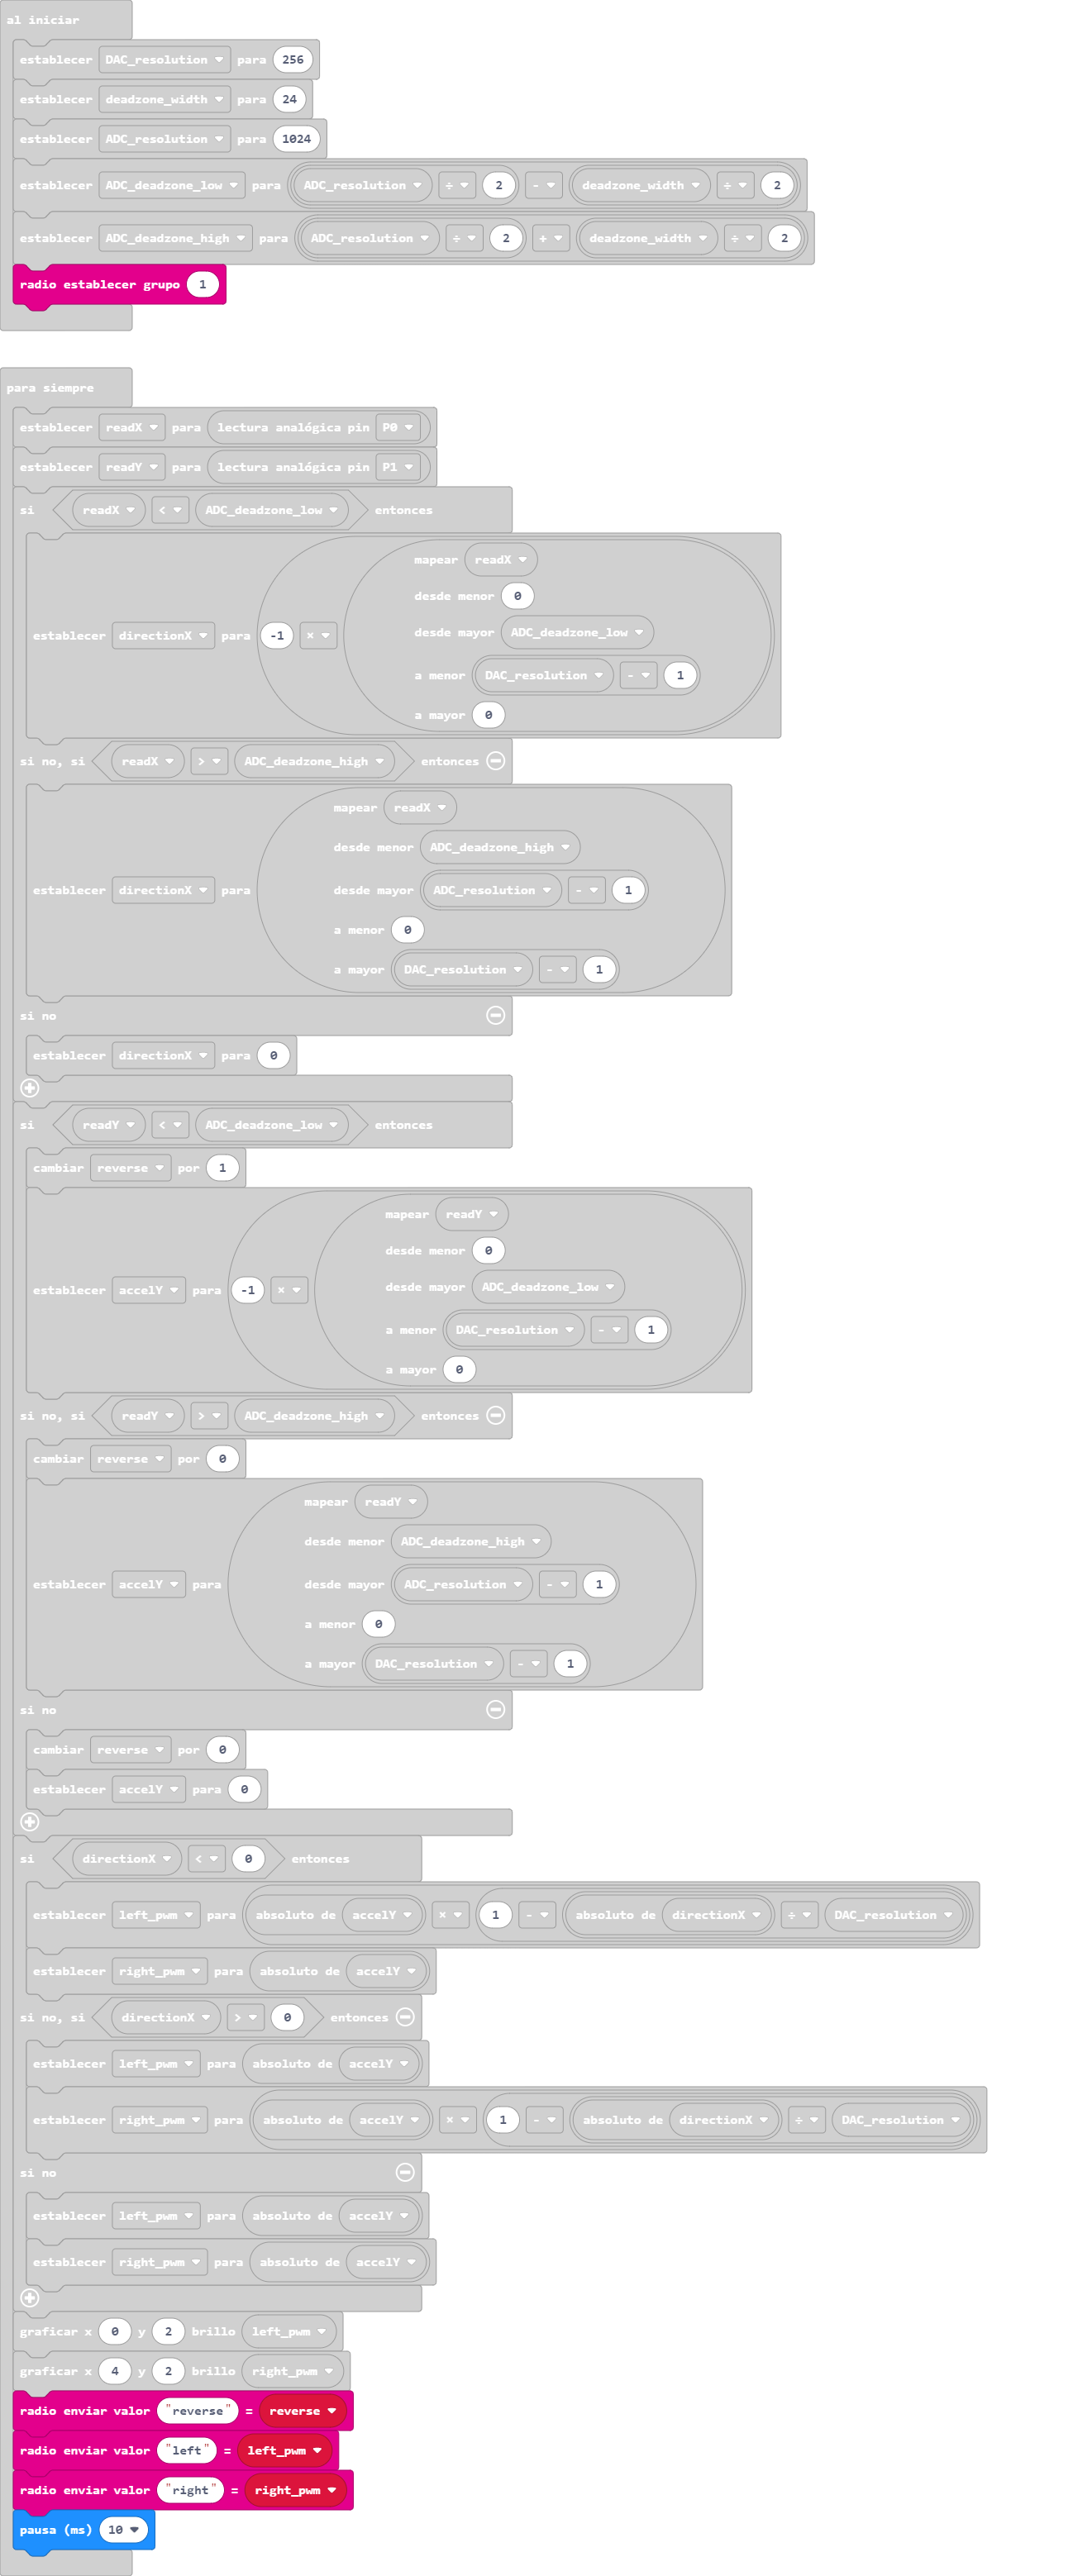 al iniciar
establecer DAC_resolution para 256
establecer deadzone_width para 24
establecer ADC_resolution para 1024
establecer ADC_deadzone_low para ADC_resolution ÷ 2 - deadzone_width ÷ 2
establecer ADC_deadzone_high para ADC_resolution ÷ 2 + deadzone_width ÷ 2
radio establecer grupo 1
para siempre
establecer readX para lectura analógica pin P0
establecer readY para lectura analógica pin P1
si readX < ADC_deadzone_low entonces
mapear readX
desde menor 0
desde mayor ADC_deadzone_low
establecer directionX para -1 ×
a menor DAC_resolution - 1
a mayor 0
si no, si readX > ADC_deadzone_high entonces
mapear readX
desde menor ADC_deadzone_high
establecer directionX para desde mayor ADC_resolution - 1
a menor 0
a mayor DAC_resolution - 1
si no
establecer directionX para 0
si readY < ADC_deadzone_low entonces
cambiar reverse por 1
mapear readY
desde menor 0
desde mayor ADC_deadzone_low
establecer accelY para -1 ×
a menor DAC_resolution - 1
a mayor 0
si no, si readY > ADC_deadzone_high entonces
cambiar reverse por 0
mapear readY
desde menor ADC_deadzone_high
establecer accelY para desde mayor ADC_resolution - 1
a menor 0
a mayor DAC_resolution - 1
si no
cambiar reverse por 0
establecer accelY para 0
si directionX < 0 entonces
establecer left_pwm para absoluto de accelY × 1 - absoluto de directionX ÷ DAC_resolution
establecer right_pwm para absoluto de accelY
si no, si directionX > 0 entonces
establecer left_pwm para absoluto de accelY
establecer right_pwm para absoluto de accelY × 1 - absoluto de directionX ÷ DAC_resolution
si no
establecer left_pwm para absoluto de accelY
establecer right_pwm para absoluto de accelY
graficar x 0 y 2 brillo left_pwm
graficar x 4 y 2 brillo right_pwm
radio enviar valor "reverse" = reverse
radio enviar valor "left" = left_pwm
radio enviar valor "right" = right_pwm
pausa (ms) 10